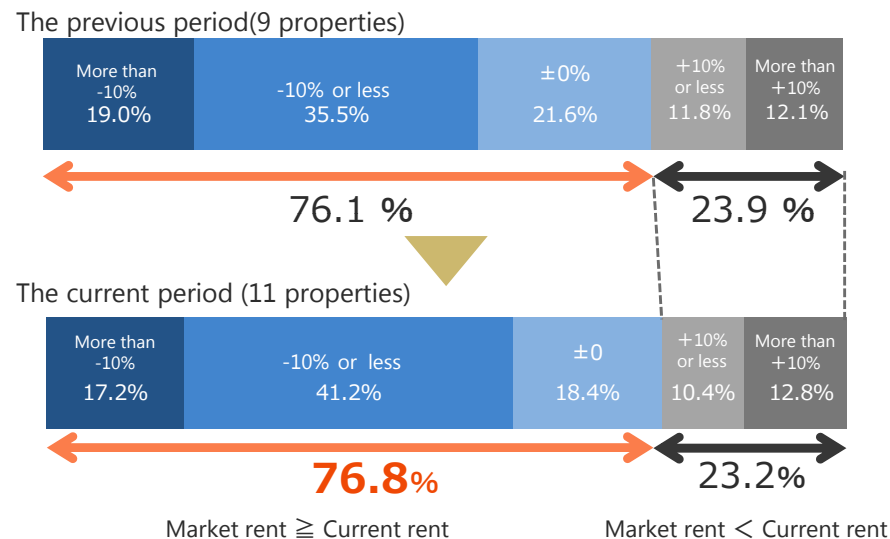 The previous period(9 properties)
More than
-10%
19.0%
-10% or less
35.5%
±0%
21.6%
+10%
or less
11.8%
More than
+10%
12.1%
76.1 %
23.9 %
The current period (11 properties)
More than
-10%
17.2%
-10% or less
41.2%
±0
18.4%
+10%
or less
10.4%
More than
+10%
12.8%
76.8%
23.2%
Market rent ≧ Current rent
Market rent < Current rent